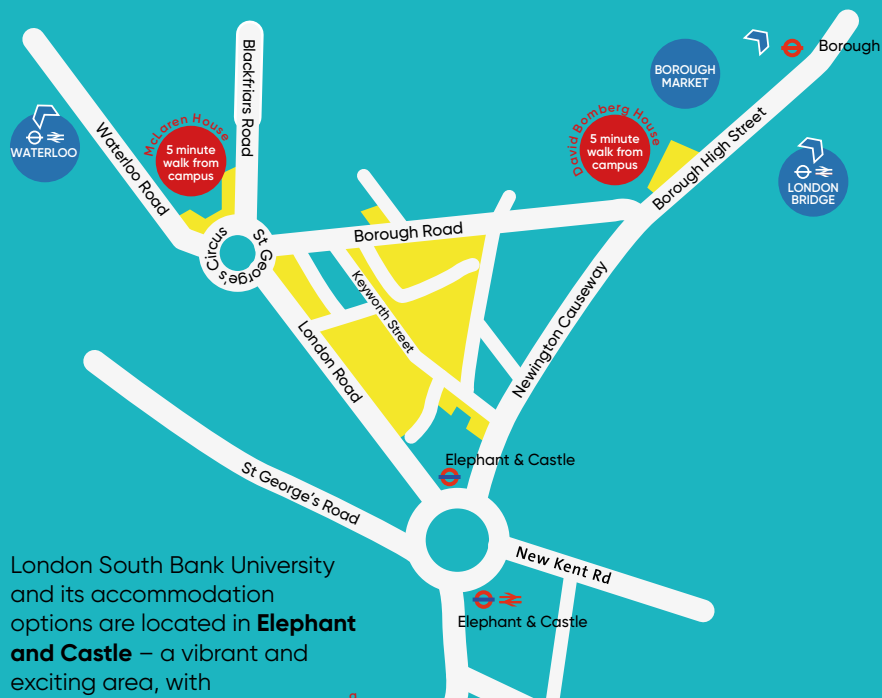 Borough
BOROUGH
MARKET
Blackfriars Road
McLaren House
5 minute
walk from
campus
David Bomberg House
5 minute
walk from
campus
WATERLOO
Waterloo Road
Borough High Street
LONDON
BRIDGE
St George's Circus
Borough Road
Keyworth Street
London Road
Newington Causeway
Elephant & Castle
St George's Road
New Kent Rd
Elephant & Castle
London South Bank University
and its accommodation
options are located in Elephant
and Castle – a vibrant and
exciting area, with